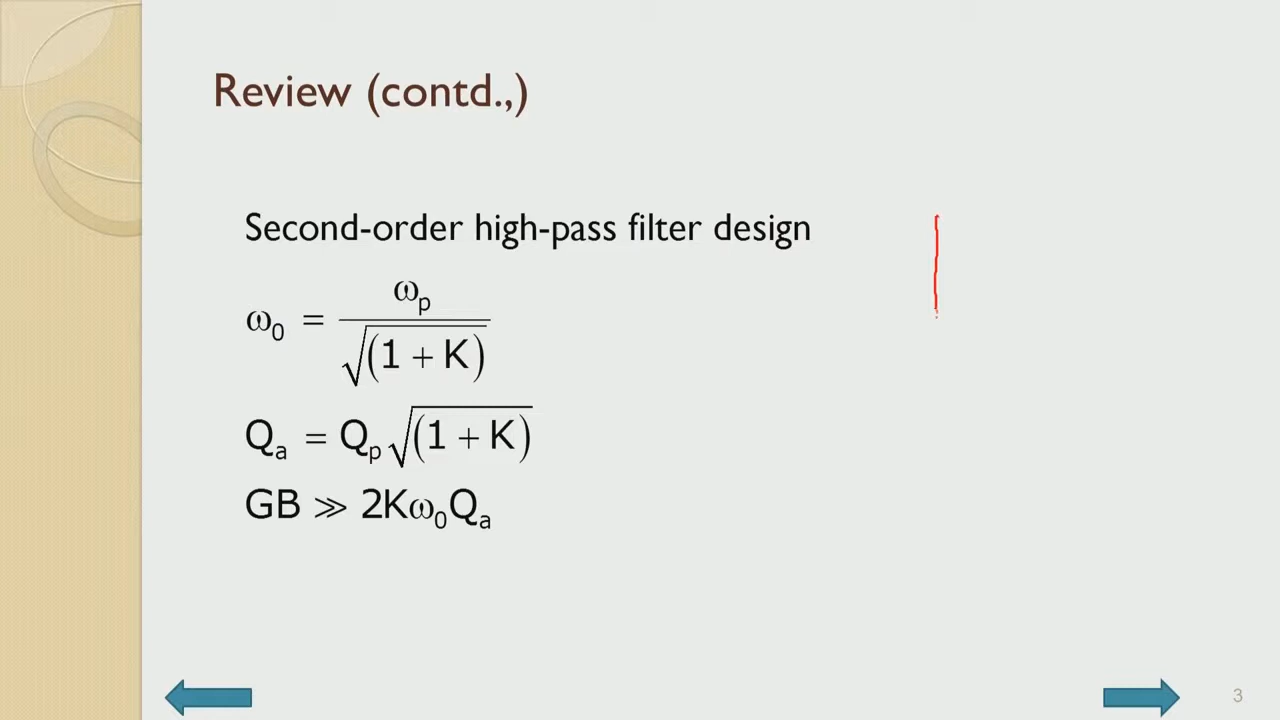 Review (contd.,)
Second-order high-pass filter design
ω₀ = ωₚ / √(1 + K)
Qₐ = Qₚ√(1 + K)
GB ≫ 2Kω₀Qₐ
3